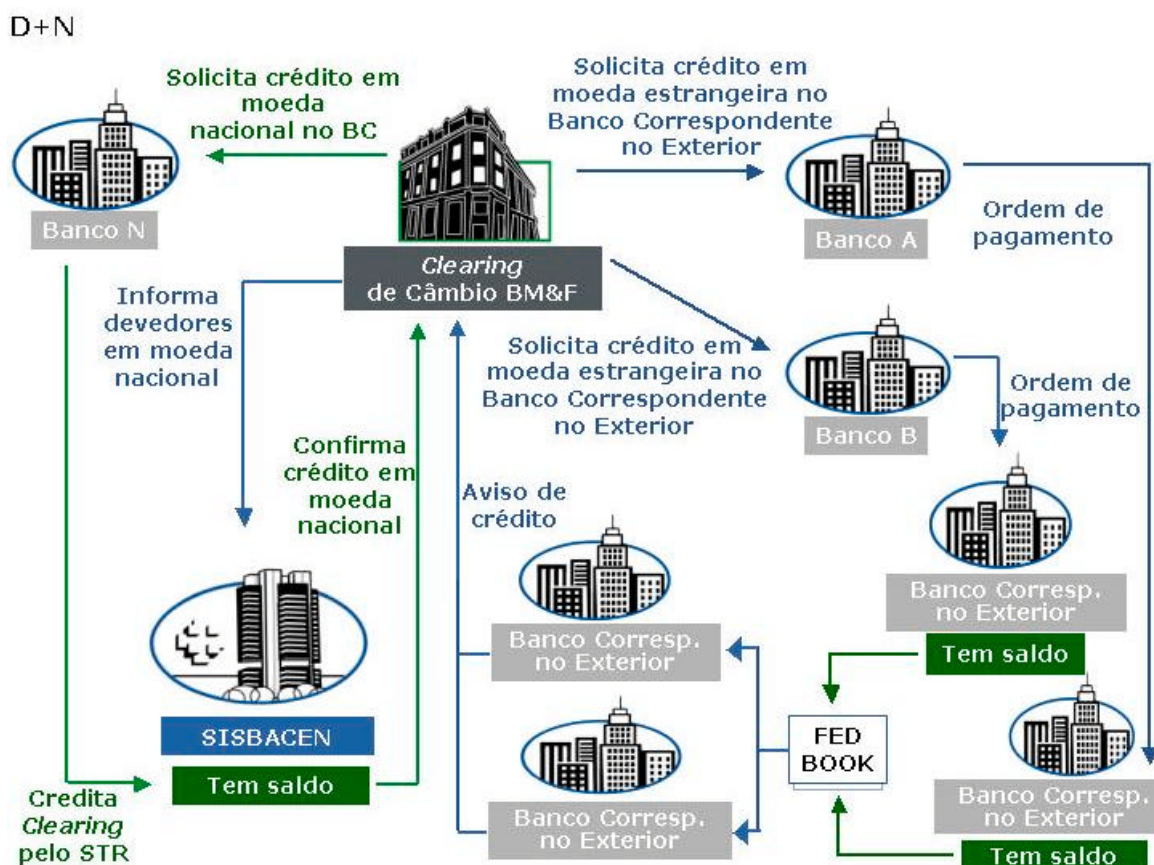 D+N
Solicita crédito em
moeda
nacional no BC
Solicita crédito em
moeda estrangeira no
Banco Correspondente
no Exterior
Banco N
Clearing
de Câmbio BM&F
Banco A
Ordem de
pagamento
Informa
devedores
em moeda
nacional
Solicita crédito em
moeda estrangeira no
Banco Correspondente
no Exterior
Banco B
Ordem de
pagamento
Confirma
crédito em
moeda
nacional
Aviso de
crédito
Banco Corresp.
no Exterior
Tem saldo
Banco Corresp.
no Exterior
SISBACEN
Tem saldo
FED
BOOK
Banco Corresp.
no Exterior
Banco Corresp.
no Exterior
Tem saldo
Credita
Clearing
pelo STR